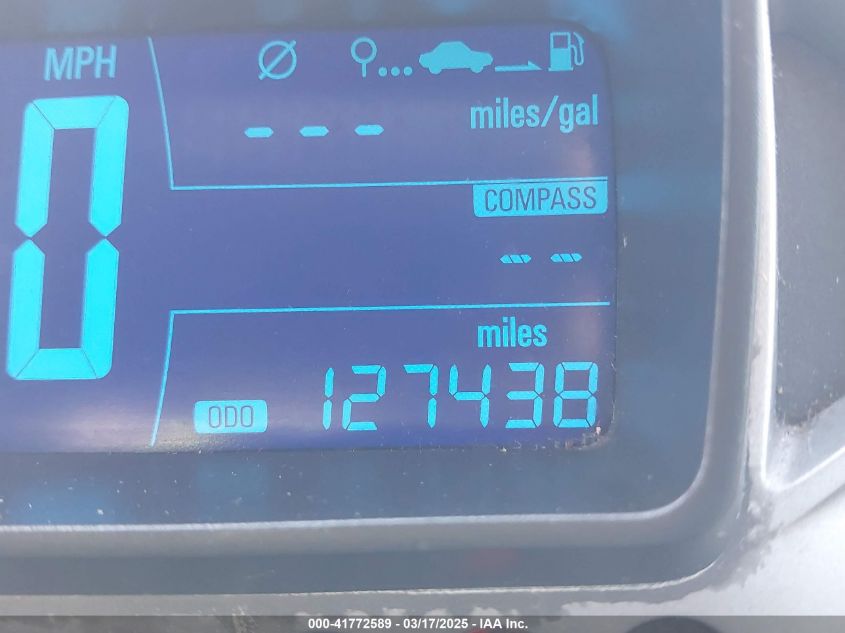 MPH
0
- - -
miles/gal
COMPASS
- -
miles
ODO 127438
000-41772589 - 03/17/2025 - IAA Inc.